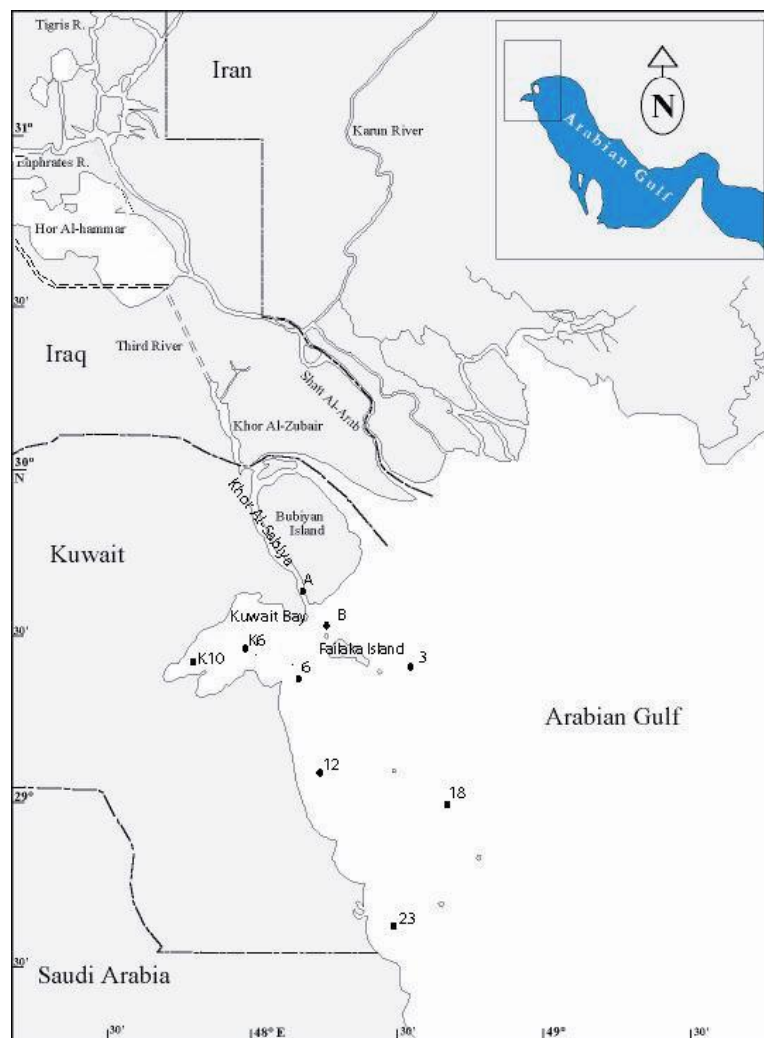 Tigris R.
Iran
N
Arabian Gulf
Karun River
31°
Euphrates R.
Hor Al-hammar
30'
Third River
Iraq
Shatt Al-Arab
Khor Al-Zubair
30°
N
Khor Al-Sabiya
Bubiyan
Island
Kuwait
A
Kuwait Bay
B
30'
K6
Failaka Island
K10
6
3
Arabian Gulf
12
18
29°
23
30'
Saudi Arabia
30'
48° E
30'
49°
30'